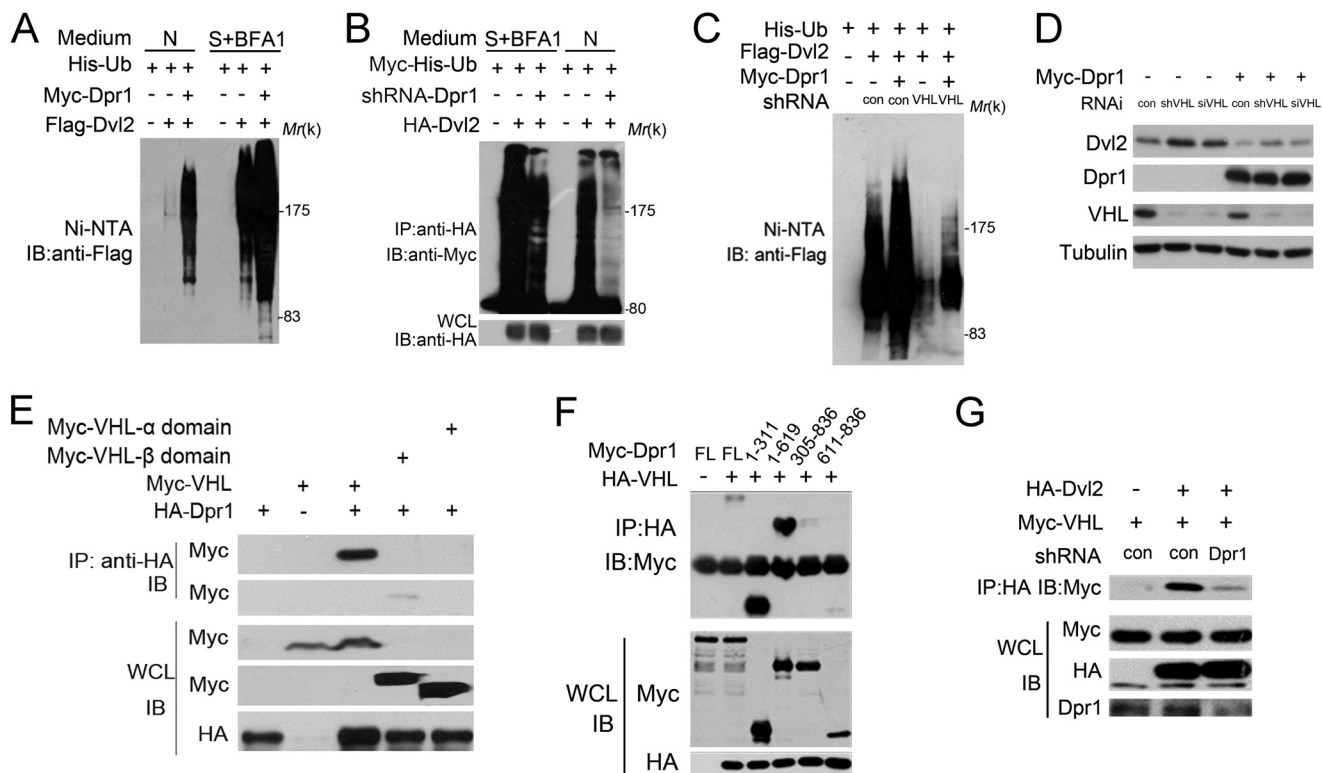 A
Medium N S+BFA1
His-Ub + + + + + +
Myc-Dpr1 - - + - - +
Flag-Dvl2 - + + - + +
Mr(k)
Ni-NTA
IB:anti-Flag
-175
-83
B
Medium S+BFA1 N
Myc-His-Ub + + + + + +
shRNA-Dpr1 - - + - - +
HA-Dvl2 - + + - + +
Mr(k)
IP:anti-HA
IB:anti-Myc
-175
-80
WCL
IB:anti-HA
C
His-Ub + + + + +
Flag-Dvl2 - + + + +
Myc-Dpr1 - - + - +
shRNA con con VHL VHL
Mr(k)
Ni-NTA
IB: anti-Flag
-175
-83
D
Myc-Dpr1 - - - + + +
RNAi con shVHL siVHL con shVHL siVHL
Dvl2
Dpr1
VHL
Tubulin
E
Myc-VHL-α domain +
Myc-VHL-β domain +
Myc-VHL + +
HA-Dpr1 + - + + +
IP: anti-HA
IB
Myc
Myc
WCL
IB
Myc
Myc
HA
F
Myc-Dpr1 FL FL 1-311 1-619 305-836 611-836
HA-VHL - + + + + +
IP:HA
IB:Myc
WCL
IB
Myc
HA
G
HA-Dvl2 - + +
Myc-VHL + + +
shRNA con con Dpr1
IP:HA IB:Myc
WCL
IB
Myc
HA
Dpr1